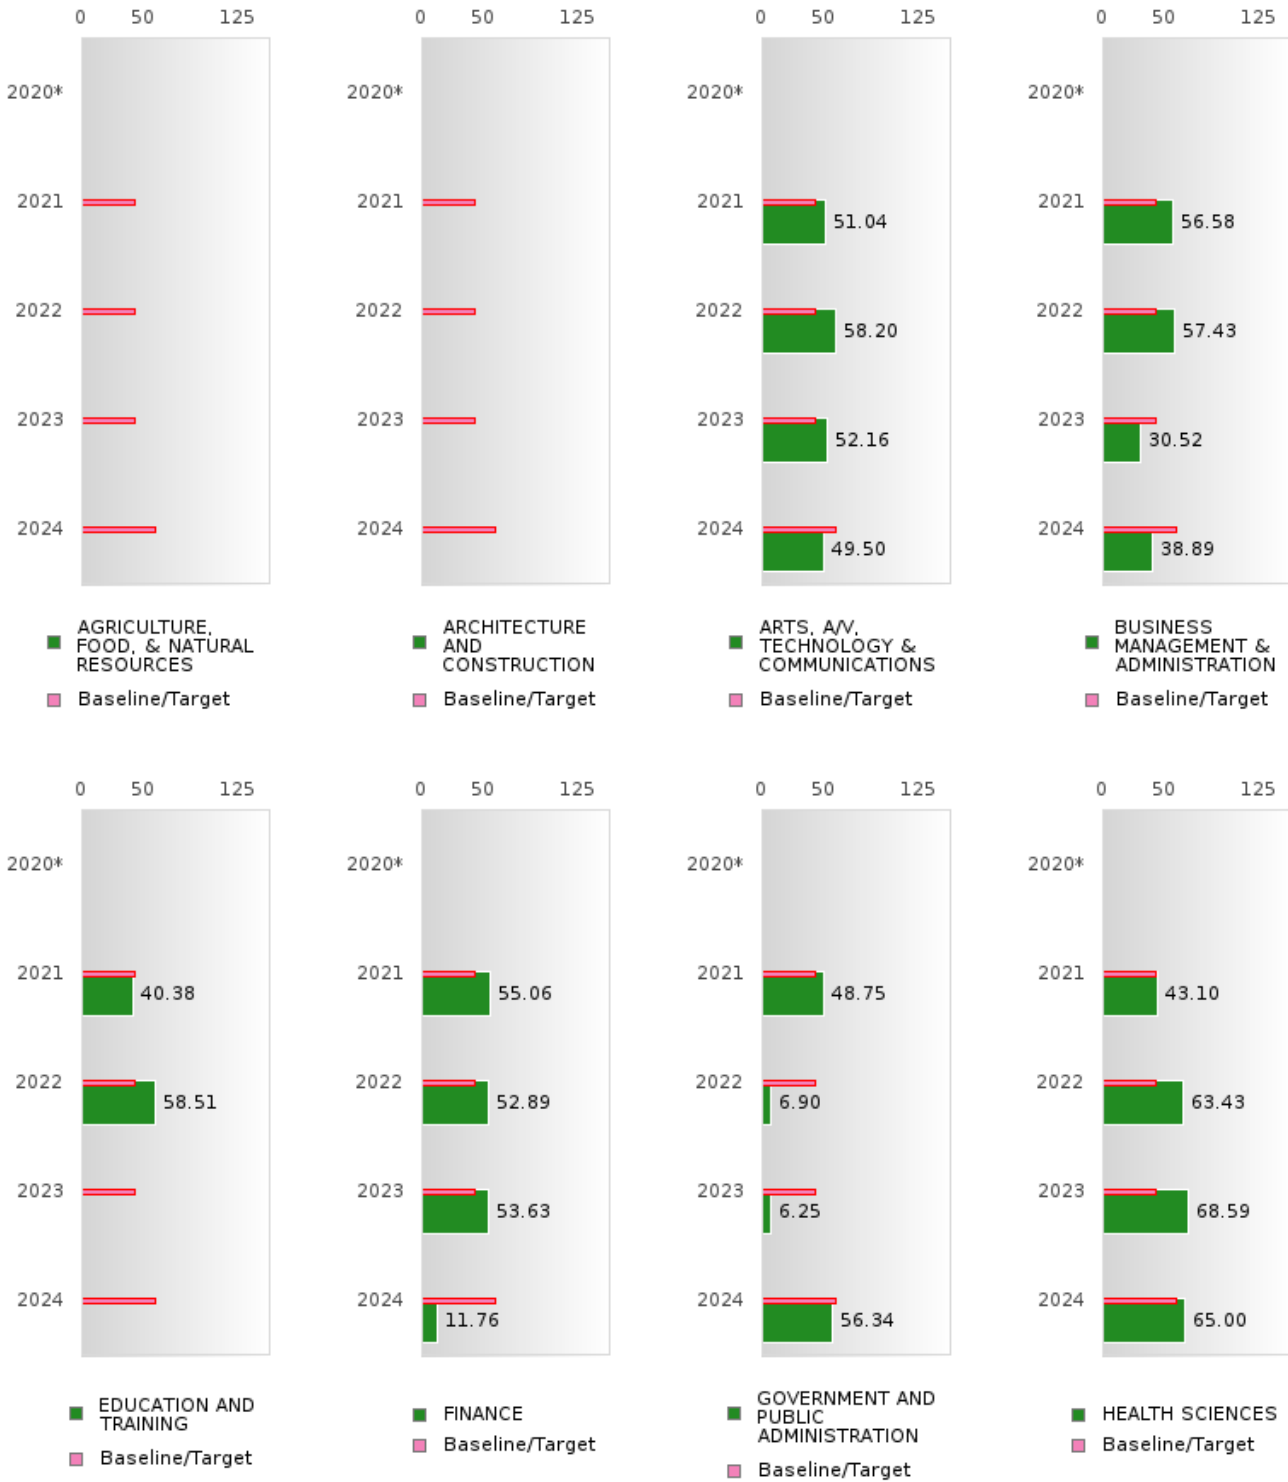 0 50 125 0 50 125 0 50 125 0 50 125
2020* 2020* 2020* 2020*
2021 2021 2021 51.04 2021 56.58
2022 2022 2022 58.20 2022 57.43
2023 2023 2023 52.16 2023 30.52
2024 2024 2024 49.50 2024 38.89
AGRICULTURE,
FOOD, & NATURAL
RESOURCES
Baseline/Target
ARCHITECTURE
AND
CONSTRUCTION
Baseline/Target
ARTS, A/V,
TECHNOLOGY &
COMMUNICATIONS
Baseline/Target
BUSINESS
MANAGEMENT &
ADMINISTRATION
Baseline/Target
0 50 125 0 50 125 0 50 125 0 50 125
2020* 2020* 2020* 2020*
2021 40.38 2021 55.06 2021 48.75 2021 43.10
2022 58.51 2022 52.89 2022 6.90 2022 63.43
2023 2023 53.63 2023 6.25 2023 68.59
2024 2024 11.76 2024 56.34 2024 65.00
EDUCATION AND
TRAINING
Baseline/Target
FINANCE
Baseline/Target
GOVERNMENT AND
PUBLIC
ADMINISTRATION
Baseline/Target
HEALTH SCIENCES
Baseline/Target